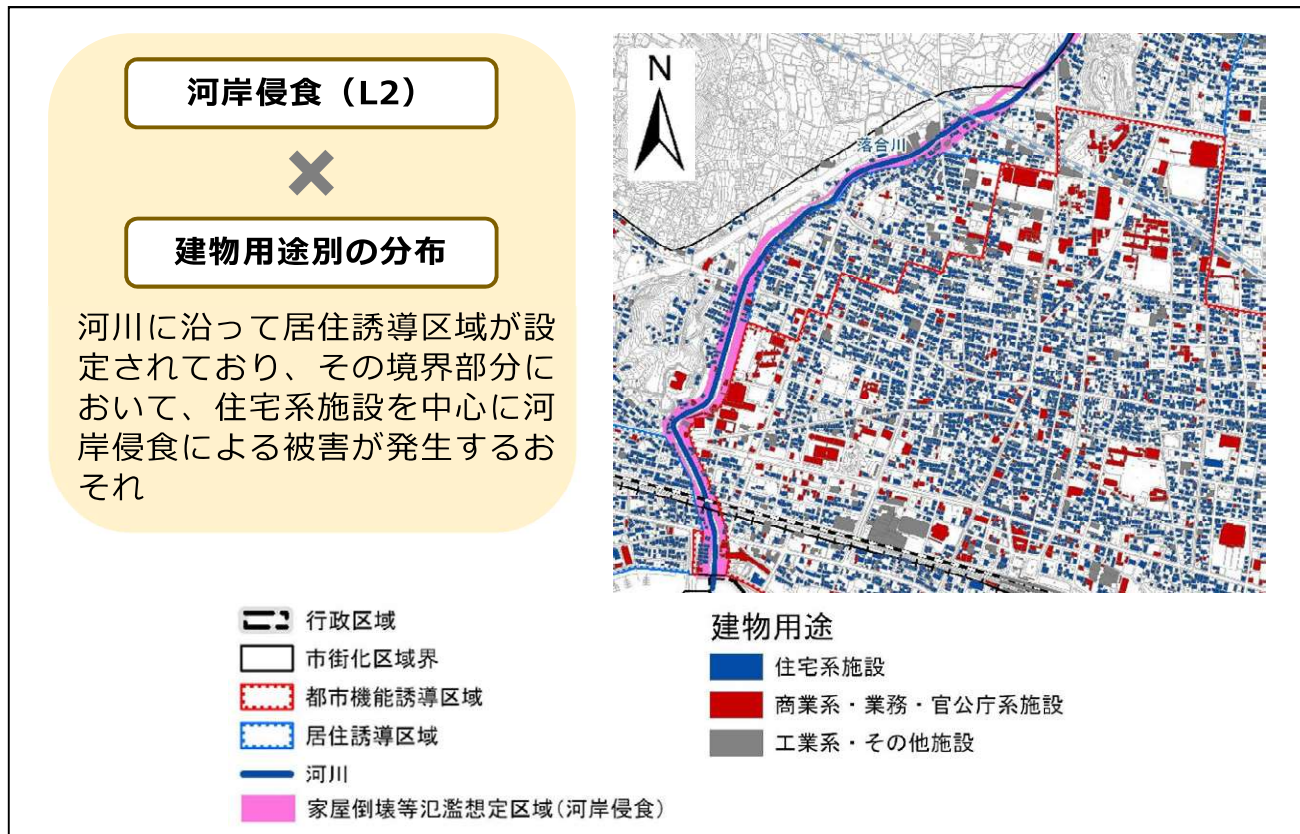 河岸侵食（L2）
建物用途別の分布
河川に沿って居住誘導区域が設
定されており、その境界部分に
おいて、住宅系施設を中心に河
岸侵食による被害が発生するお
それ
N
落合川
行政区域
市街化区域界
都市機能誘導区域
居住誘導区域
河川
家屋倒壊等氾濫想定区域(河岸侵食)
建物用途
住宅系施設
商業系・業務・官公庁系施設
工業系・その他施設